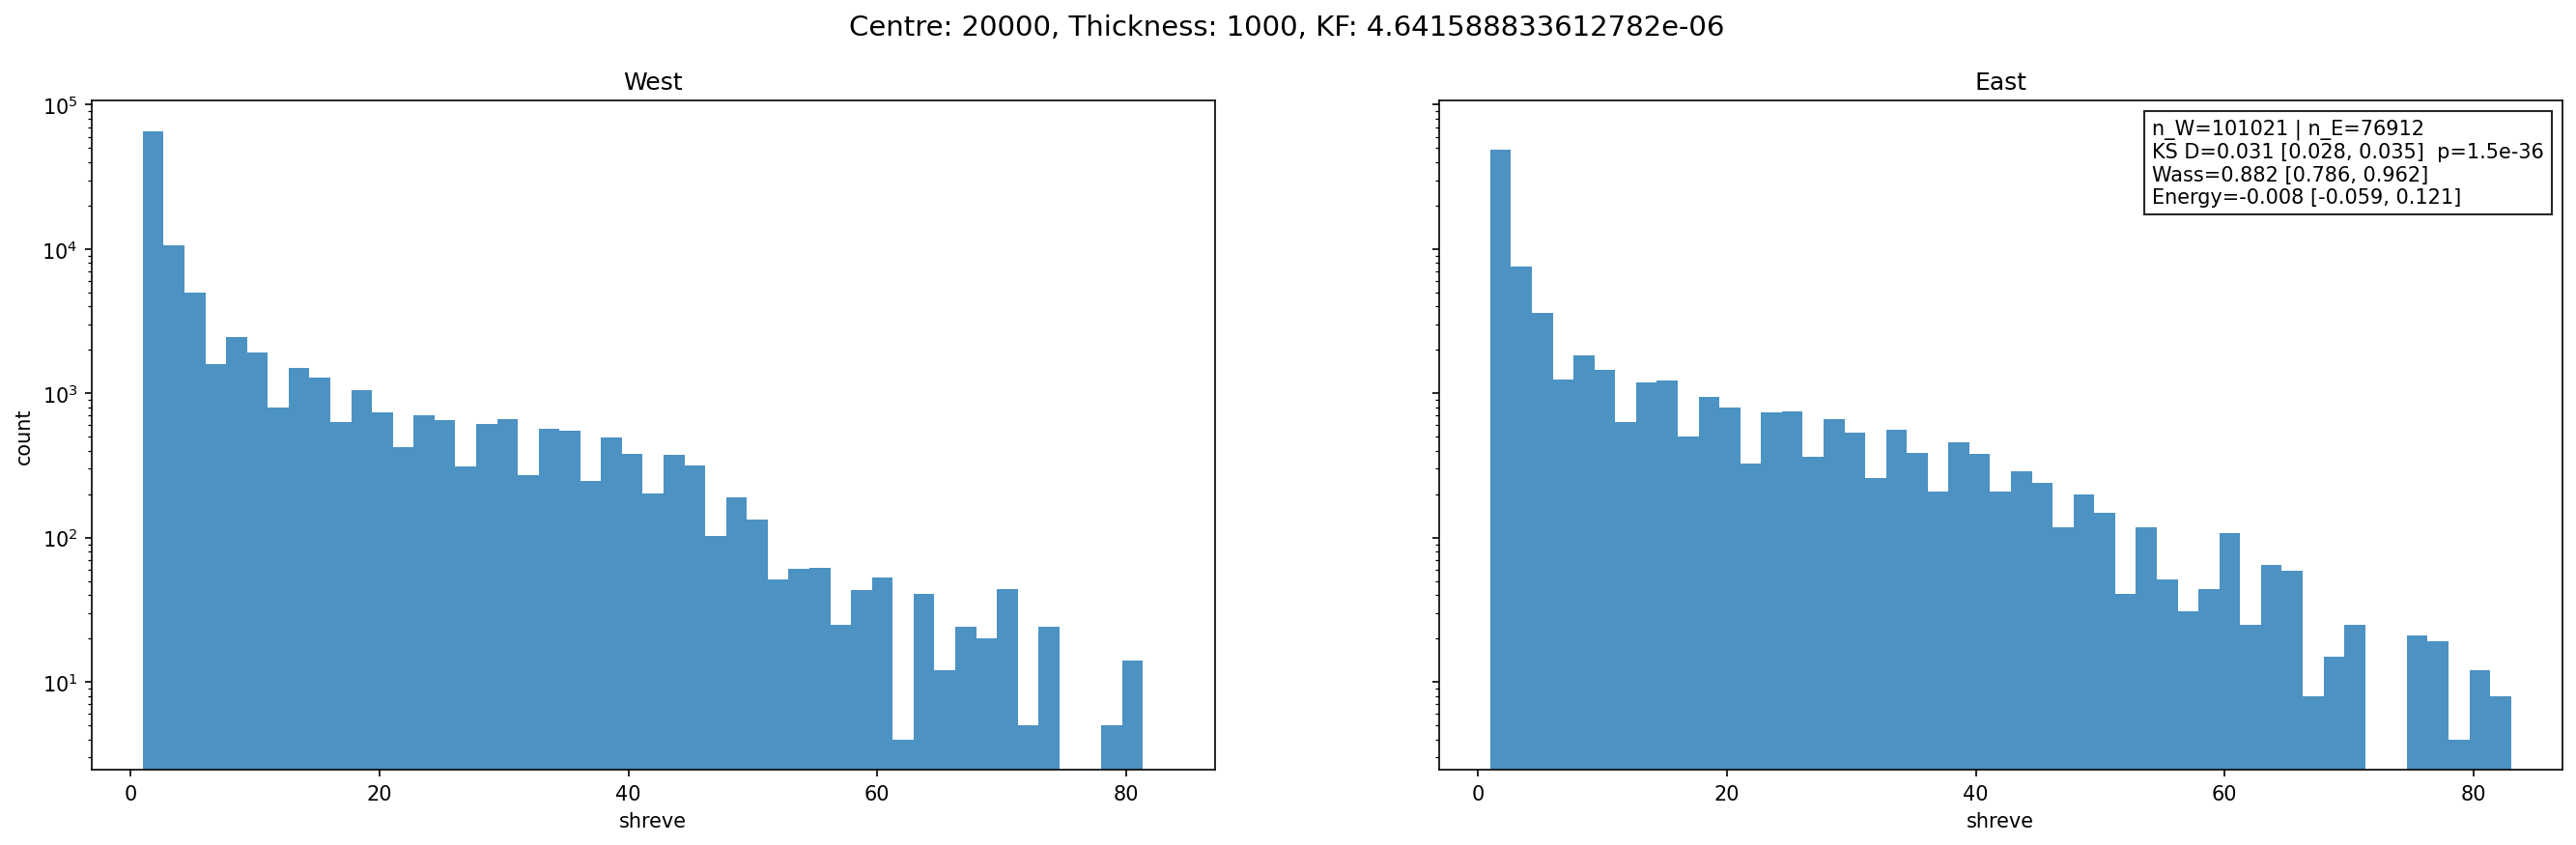 Centre: 20000, Thickness: 1000, KF: 4.641588833612782e-06
West
10⁵
10⁴
10³
10²
10¹
count
0 20 40 60 80
shreve
East
n_W=101021 | n_E=76912
KS D=0.031 [0.028, 0.035]  p=1.5e-36
Wass=0.882 [0.786, 0.962]
Energy=-0.008 [-0.059, 0.121]
0 20 40 60 80
shreve